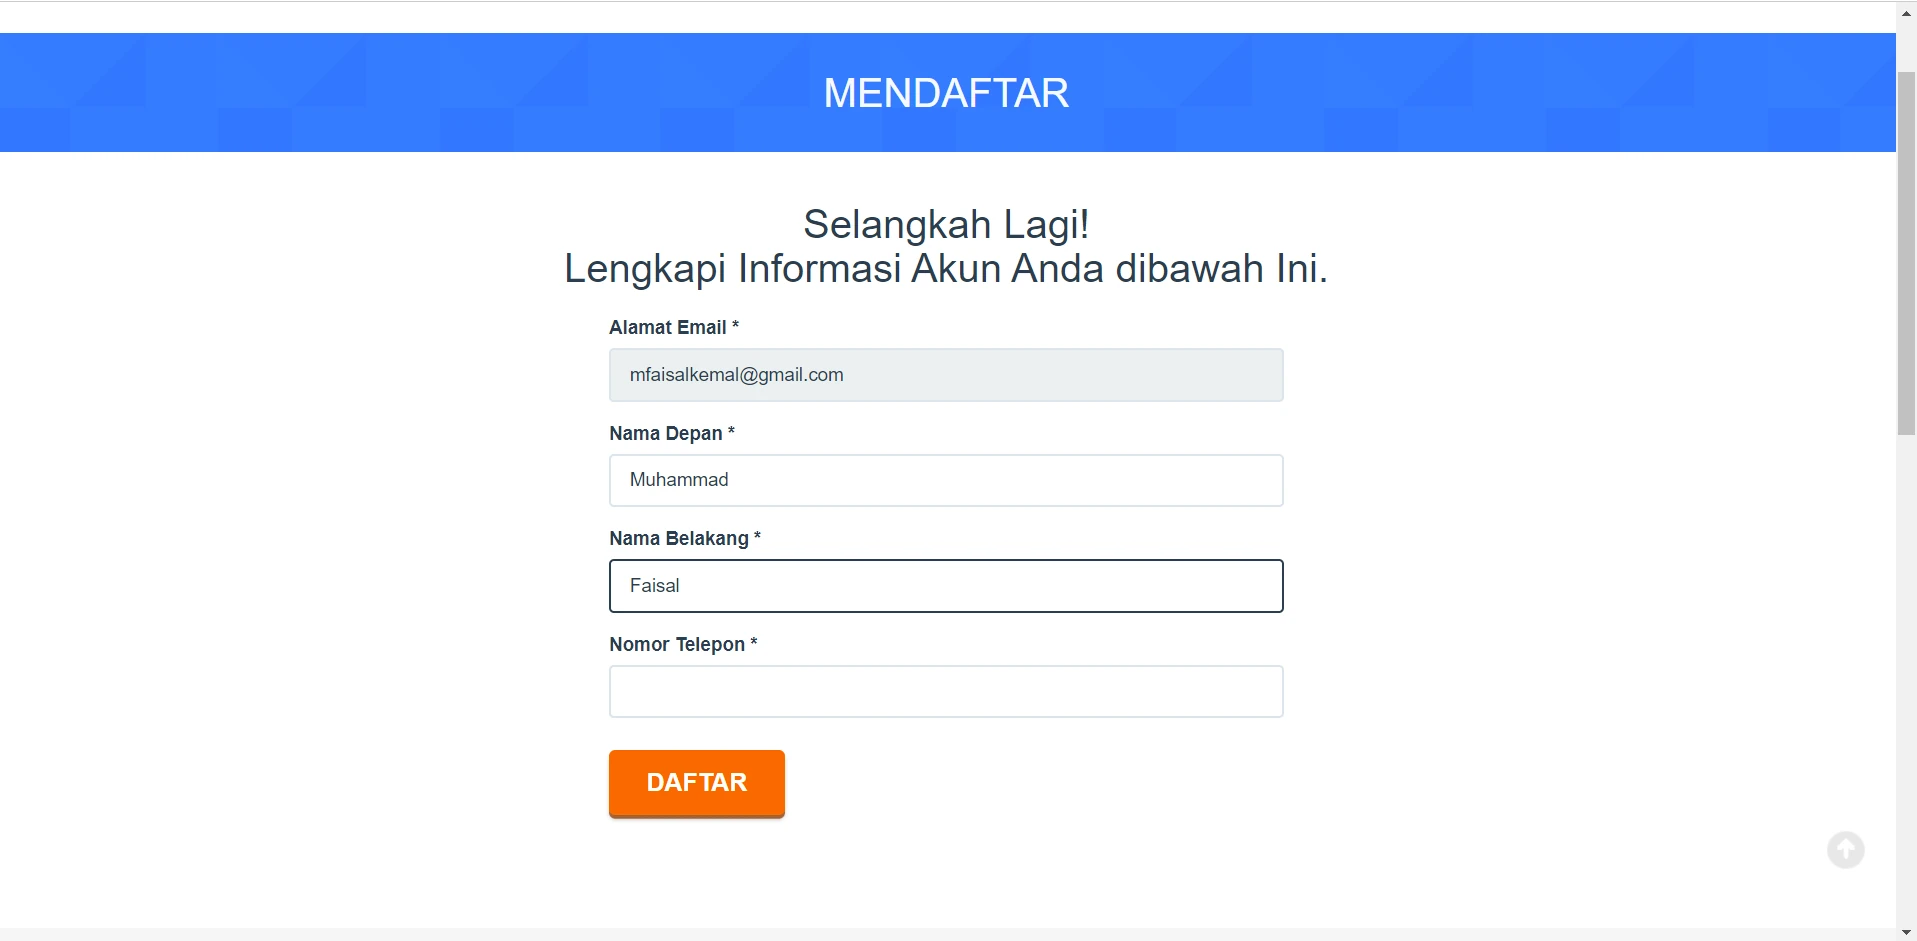 MENDAFTAR
Selangkah Lagi!
Lengkapi Informasi Akun Anda dibawah Ini.
Alamat Email *
mfaisalkemal@gmail.com
Nama Depan *
Muhammad
Nama Belakang *
Faisal
Nomor Telepon *
DAFTAR